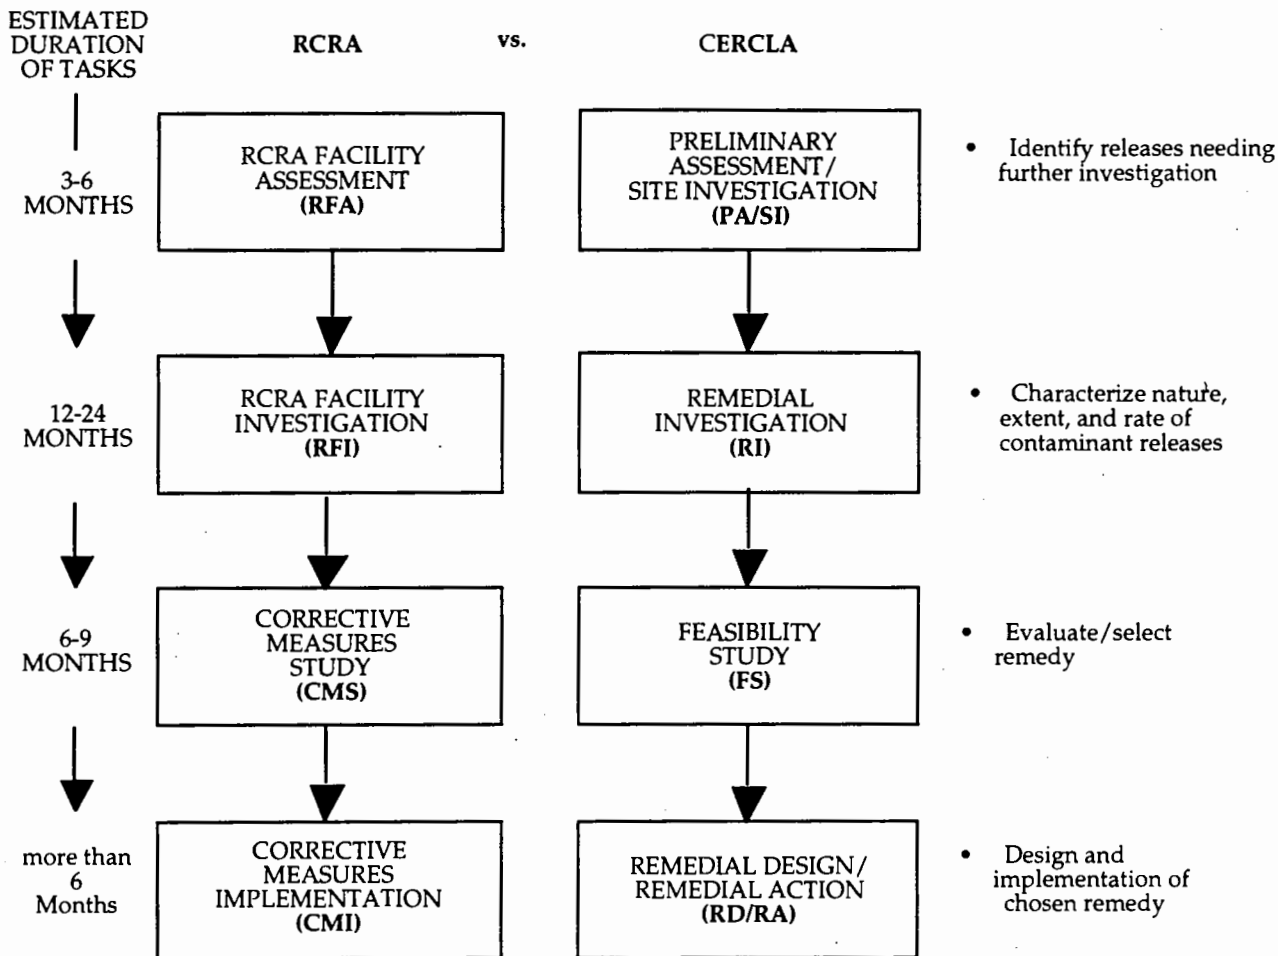 ESTIMATED
DURATION
OF TASKS
RCRA vs. CERCLA
3-6
MONTHS
RCRA FACILITY
ASSESSMENT
(RFA)
PRELIMINARY
ASSESSMENT/
SITE INVESTIGATION
(PA/SI)
• Identify releases needing
further investigation
12-24
MONTHS
RCRA FACILITY
INVESTIGATION
(RFI)
REMEDIAL
INVESTIGATION
(RI)
• Characterize nature,
extent, and rate of
contaminant releases
6-9
MONTHS
CORRECTIVE
MEASURES
STUDY
(CMS)
FEASIBILITY
STUDY
(FS)
• Evaluate/select
remedy
more than
6
Months
CORRECTIVE
MEASURES
IMPLEMENTATION
(CMI)
REMEDIAL DESIGN/
REMEDIAL ACTION
(RD/RA)
• Design and
implementation of
chosen remedy